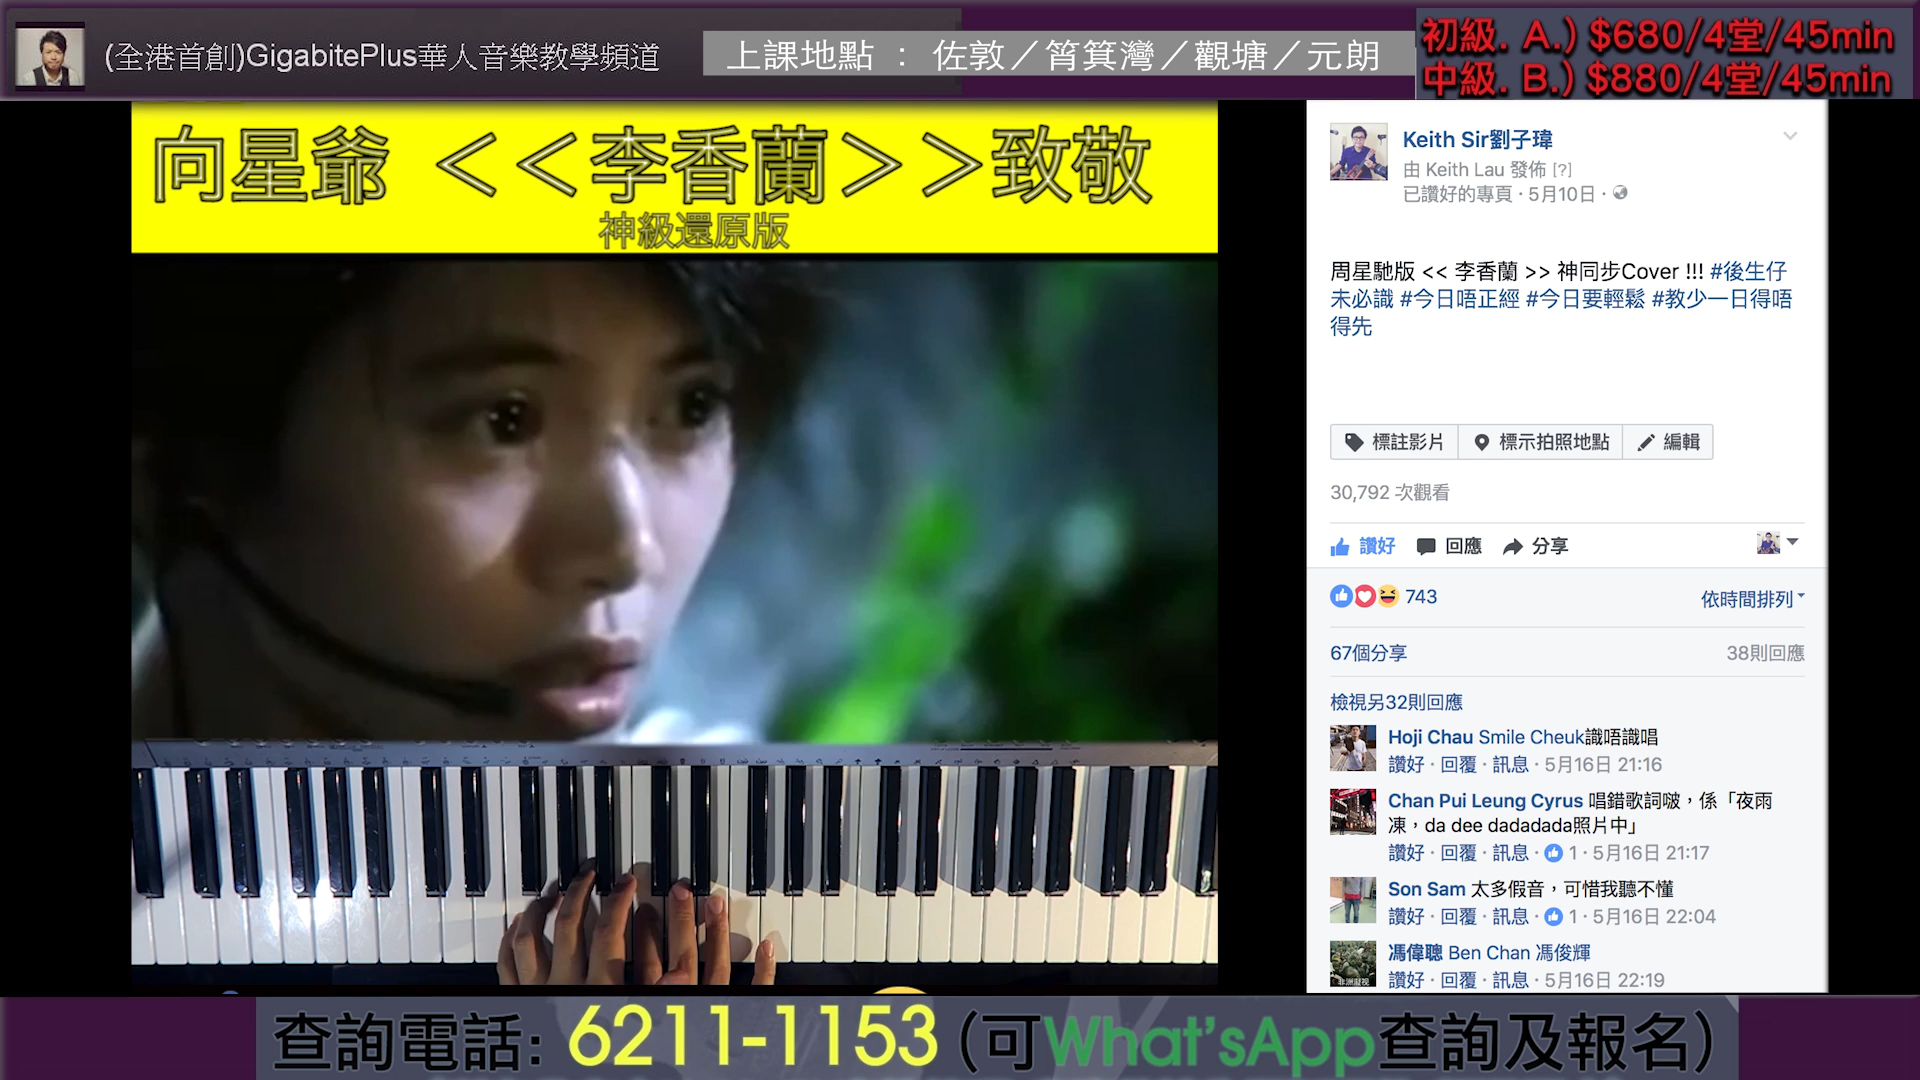 (全港首創)GigabitePlus華人音樂教學頻道
上課地點 ： 佐敦／筲箕灣／觀塘／元朗
初級. A.) $680/4堂/45min
中級. B.) $880/4堂/45min
向星爺 ＜＜李香蘭＞＞致敬
神級還原版
Keith Sir劉子瑋
由 Keith Lau 發佈 [?]
已讚好的專頁 · 5月10日 ·
周星馳版 << 李香蘭 >> 神同步Cover !!! #後生仔
未必識 #今日唔正經 #今日要輕鬆 #教少一日得唔
得先
標註影片 標示拍照地點 編輯
30,792 次觀看
讚好 回應 分享
743 依時間排列
67個分享 38則回應
檢視另32則回應
Hoji Chau Smile Cheuk識唔識唱
讚好 · 回覆 · 訊息 · 5月16日 21:16
Chan Pui Leung Cyrus 唱錯歌詞啵，係「夜雨
凍，da dee dadadada照片中」
讚好 · 回覆 · 訊息 · 1 · 5月16日 21:17
Son Sam 太多假音，可惜我聽不懂
讚好 · 回覆 · 訊息 · 1 · 5月16日 22:04
馮偉聰 Ben Chan 馮俊輝
讚好 · 回覆 · 訊息 · 5月16日 22:19
查詢電話: 6211-1153 (可What'sApp查詢及報名)